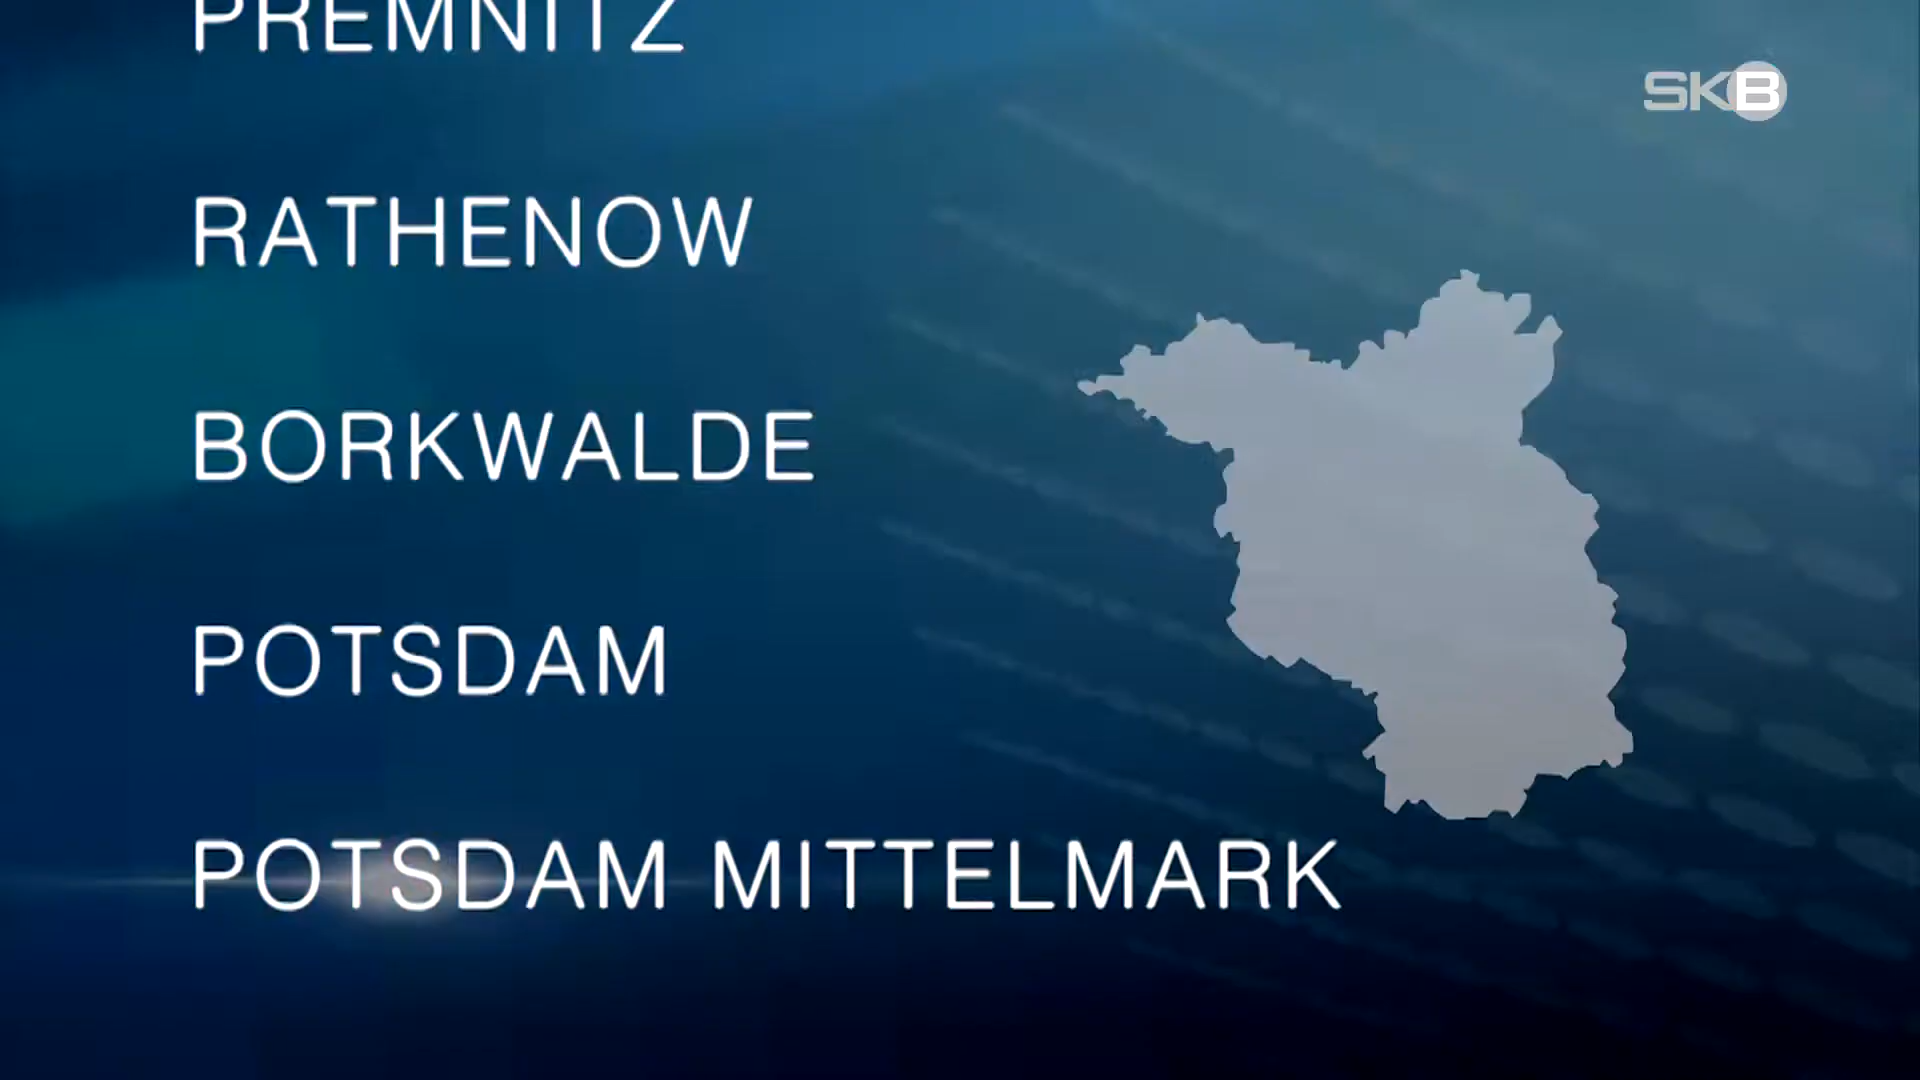 PREMNITZ
SKB
RATHENOW
BORKWALDE
POTSDAM
POTSDAM MITTELMARK